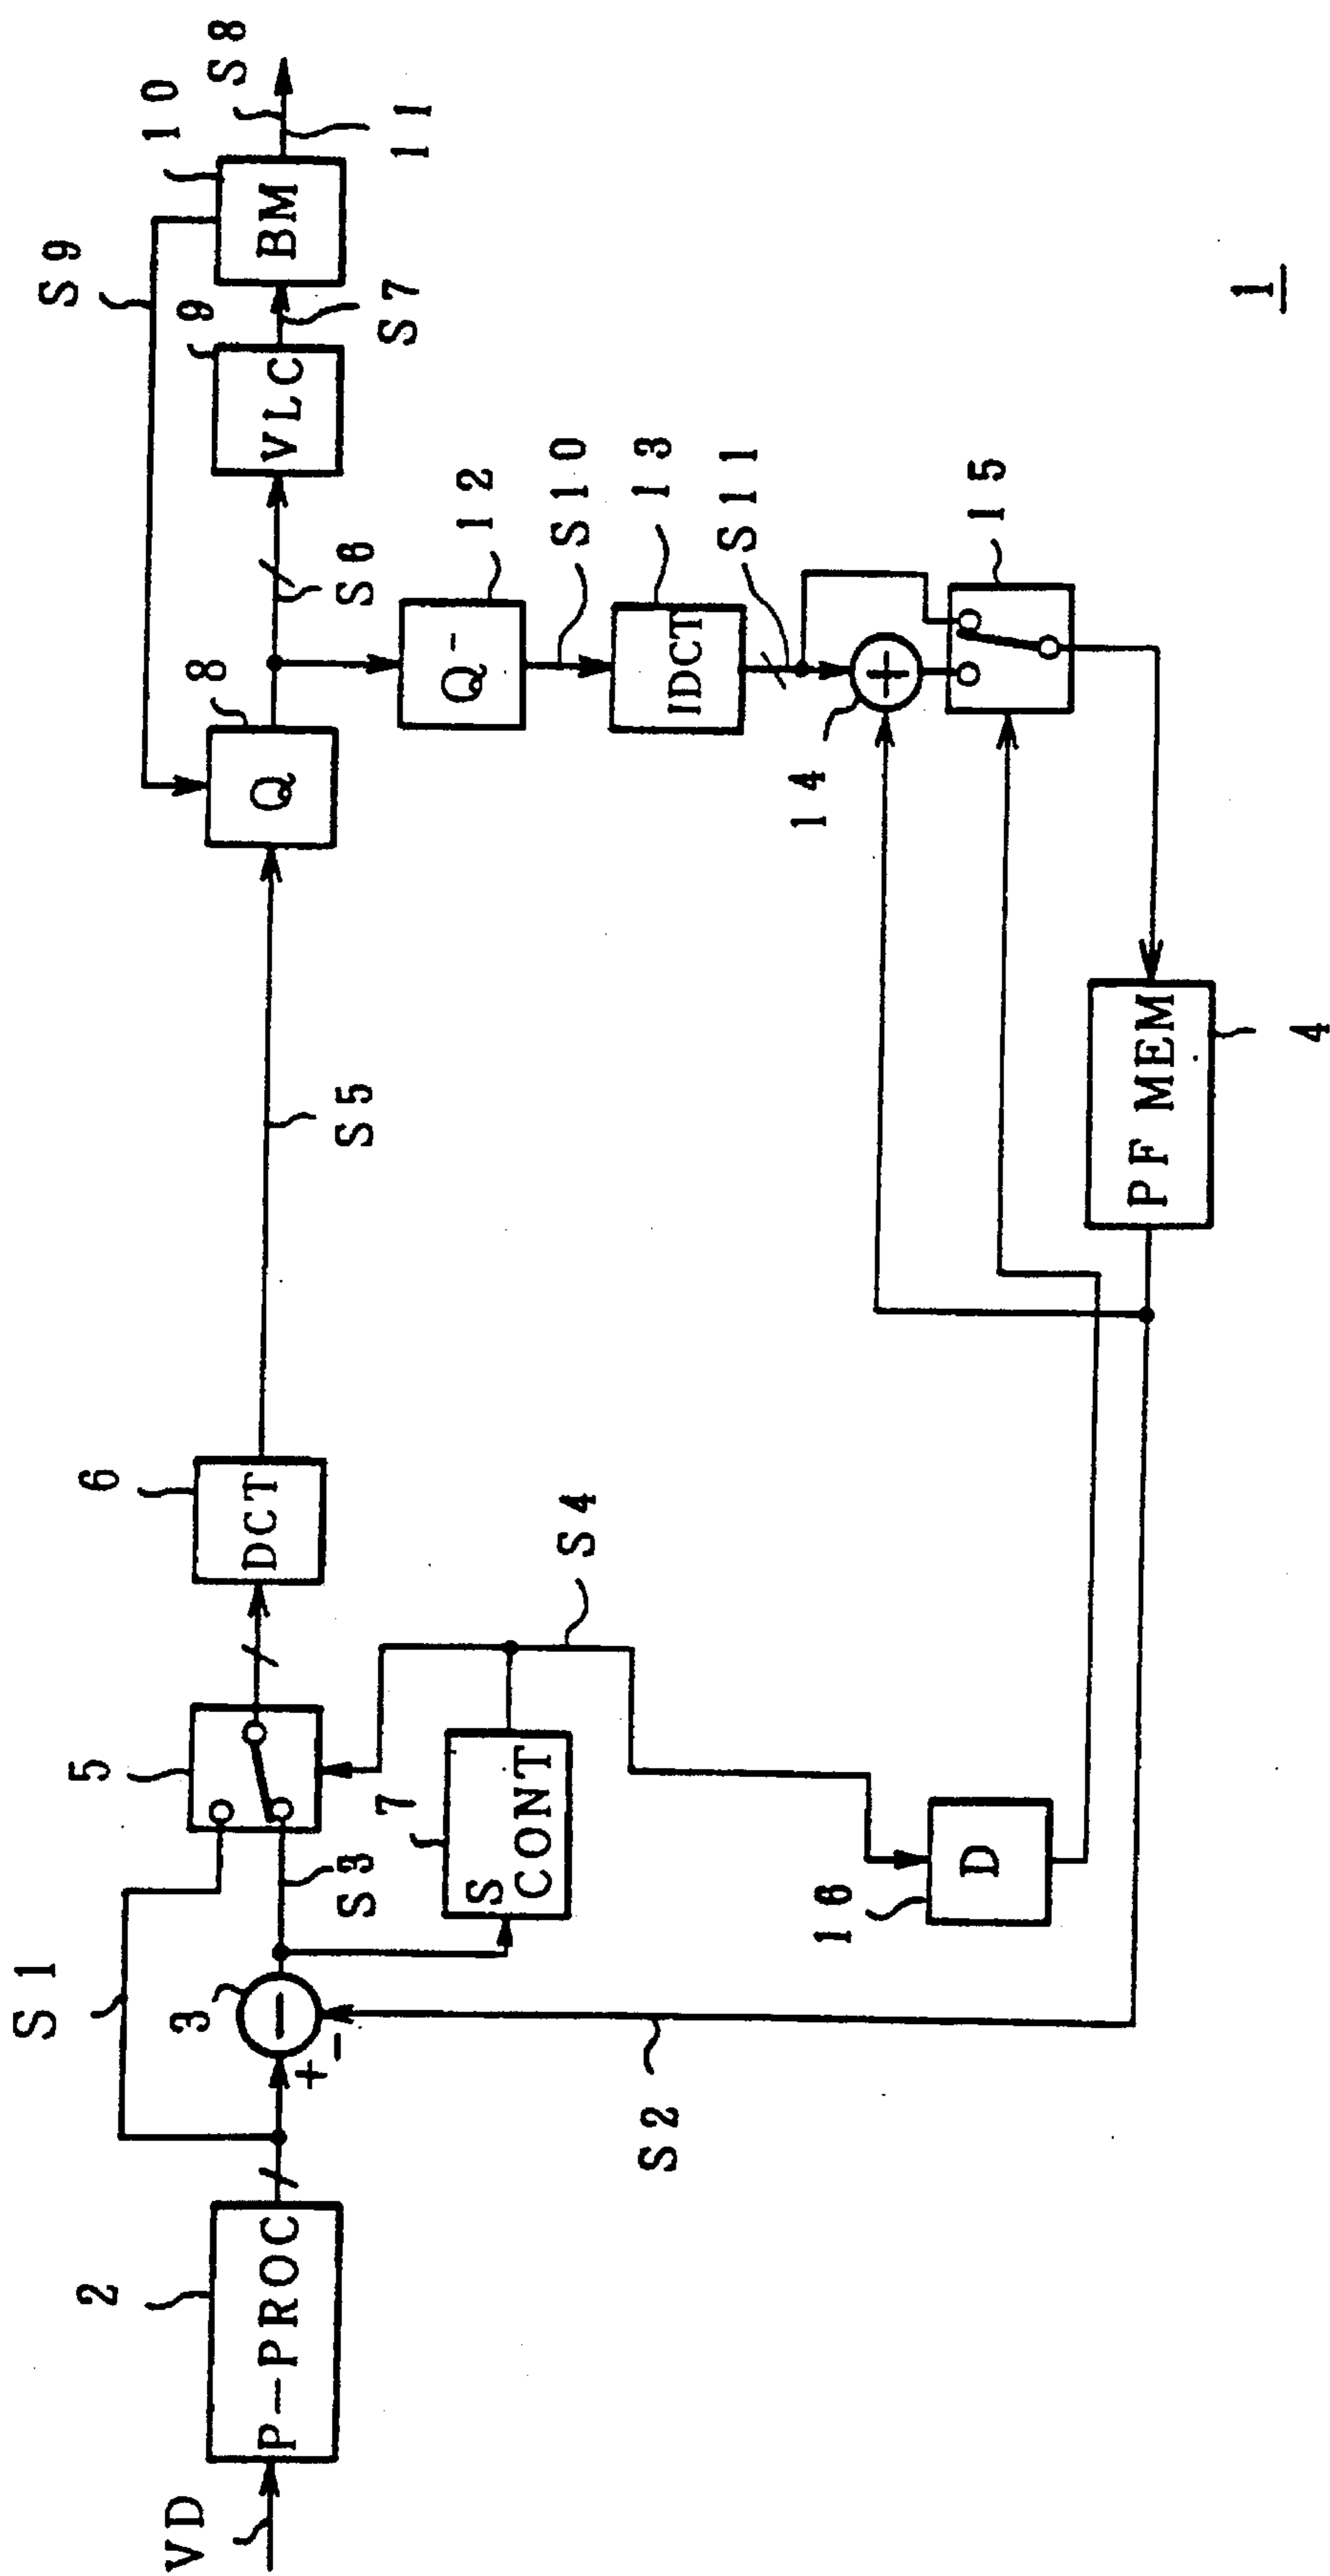 VD
2
P-PROC
S1
3
+
-
S3
5
7
S
CONT
S4
6
DCT
S2
16
D
S5
8
Q
S6
9
VLC
S7
S9
10
BM
S8
11
12
Q-
S10
13
IDCT
S11
14
15
PF MEM
4
1